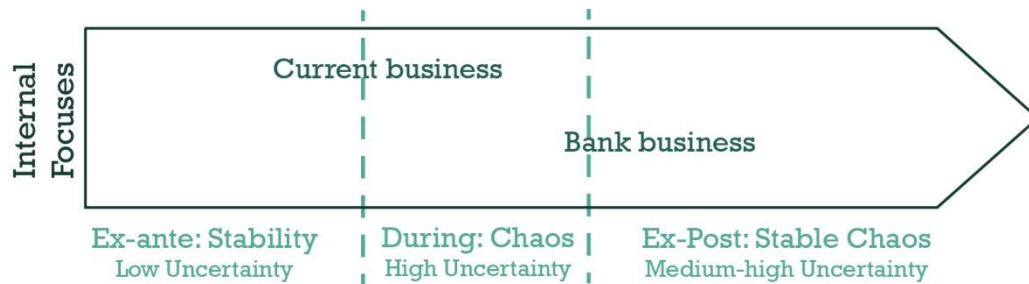 Internal
Focuses
Current business
Bank business
Ex-ante: Stability
Low Uncertainty
During: Chaos
High Uncertainty
Ex-Post: Stable Chaos
Medium-high Uncertainty